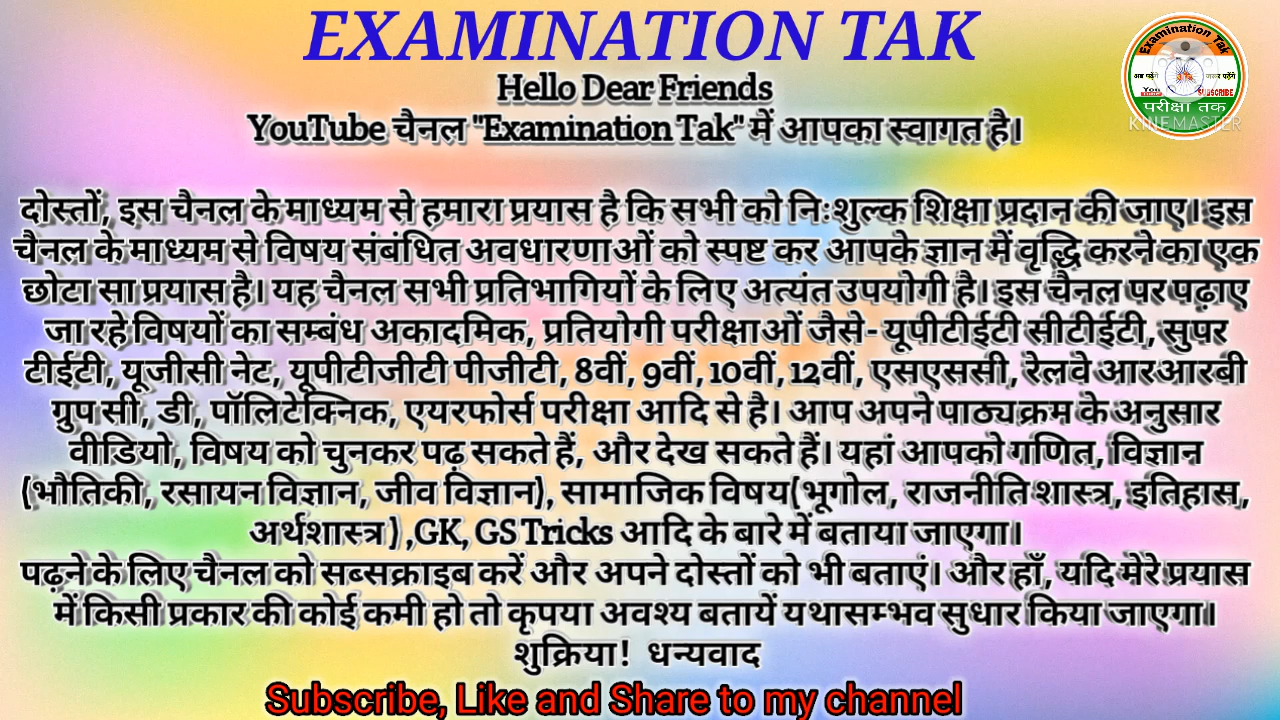 EXAMINATION TAK
Hello Dear Friends
YouTube चैनल "Examination Tak" में आपका स्वागत है।
दोस्तों, इस चैनल के माध्यम से हमारा प्रयास है कि सभी को निःशुल्क शिक्षा प्रदान की जाए। इस
चैनल के माध्यम से विषय संबंधित अवधारणाओं को स्पष्ट कर आपके ज्ञान में वृद्धि करने का एक
छोटा सा प्रयास है। यह चैनल सभी प्रतिभागियों के लिए अत्यंत उपयोगी है। इस चैनल पर पढ़ाए
जा रहे विषयों का सम्बंध अकादमिक, प्रतियोगी परीक्षाओं जैसे- यूपीटीईटी सीटीईटी, सुपर
टीईटी, यूजीसी नेट, यूपीटीजीटी पीजीटी, 8वीं, 9वीं, 10वीं, 12वीं, एसएससी, रेलवे आरआरबी
ग्रुप सी, डी, पॉलिटेक्निक, एयरफोर्स परीक्षा आदि से है। आप अपने पाठ्यक्रम के अनुसार
वीडियो, विषय को चुनकर पढ़ सकते हैं, और देख सकते हैं। यहां आपको गणित, विज्ञान
(भौतिकी, रसायन विज्ञान, जीव विज्ञान), सामाजिक विषय(भूगोल, राजनीति शास्त्र, इतिहास,
अर्थशास्त्र) ,GK, GS Tricks आदि के बारे में बताया जाएगा।
पढ़ने के लिए चैनल को सब्सक्राइब करें और अपने दोस्तों को भी बताएं। और हाँ, यदि मेरे प्रयास
में किसी प्रकार की कोई कमी हो तो कृपया अवश्य बतायें यथासम्भव सुधार किया जाएगा।
शुक्रिया! धन्यवाद
Subscribe, Like and Share to my channel
Examination Tak
अब पढ़ेंगे
जरूर पढ़ेंगे
You
SUBSCRIBE
परीक्षा तक
KINEMASTER